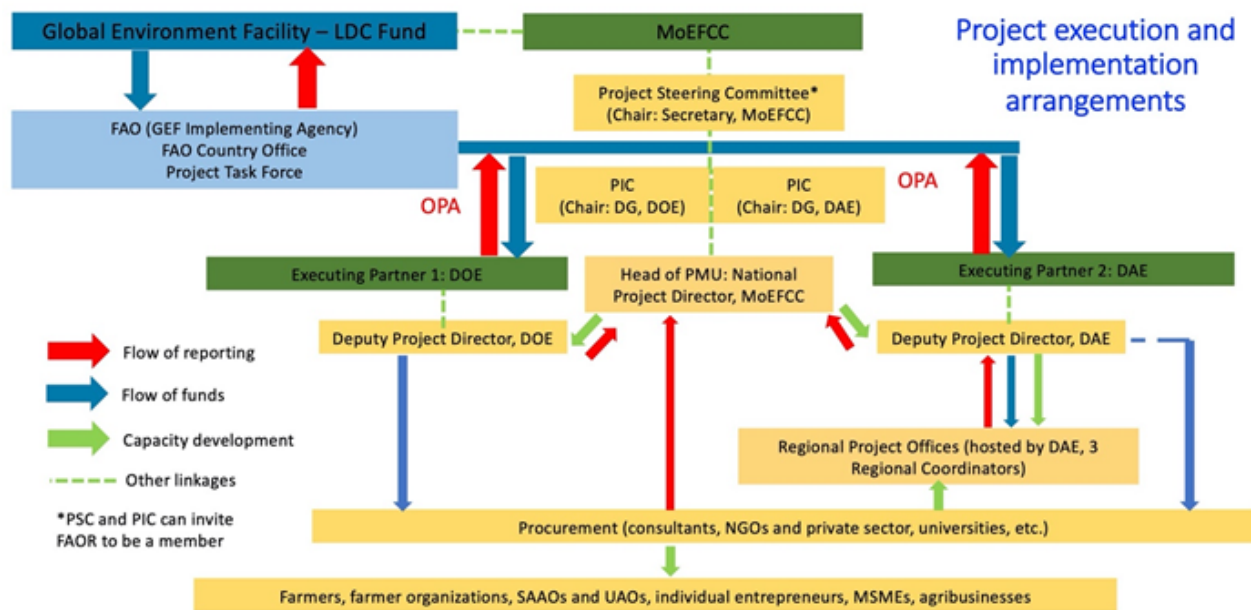 Global Environment Facility – LDC Fund
MoEFCC
Project execution and
implementation
arrangements
Project Steering Committee*
(Chair: Secretary, MoEFCC)
FAO (GEF Implementing Agency)
FAO Country Office
Project Task Force
OPA
PIC
(Chair: DG, DOE)
PIC
(Chair: DG, DAE)
OPA
Executing Partner 1: DOE
Head of PMU: National
Project Director, MoEFCC
Executing Partner 2: DAE
Deputy Project Director, DOE
Deputy Project Director, DAE
Flow of reporting
Flow of funds
Capacity development
Other linkages
*PSC and PIC can invite
FAOR to be a member
Regional Project Offices (hosted by DAE, 3
Regional Coordinators)
Procurement (consultants, NGOs and private sector, universities, etc.)
Farmers, farmer organizations, SAAOs and UAOs, individual entrepreneurs, MSMEs, agribusinesses